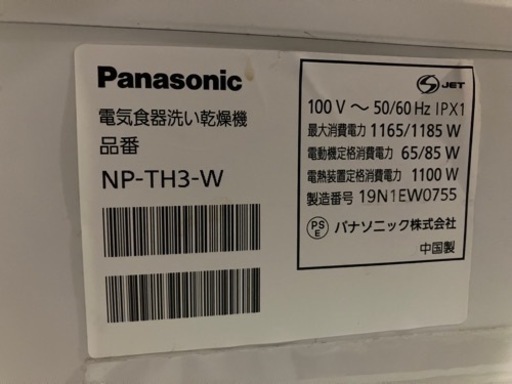 Panasonic
電気食器洗い乾燥機
品番
NP-TH3-W
S JET
100 V ～ 50/60 Hz IPX1
最大消費電力 1165/1185 W
電動機定格消費電力 65/85 W
電熱装置定格消費電力 1100 W
製造番号 19N1EW0755
PS E パナソニック株式会社
中国製